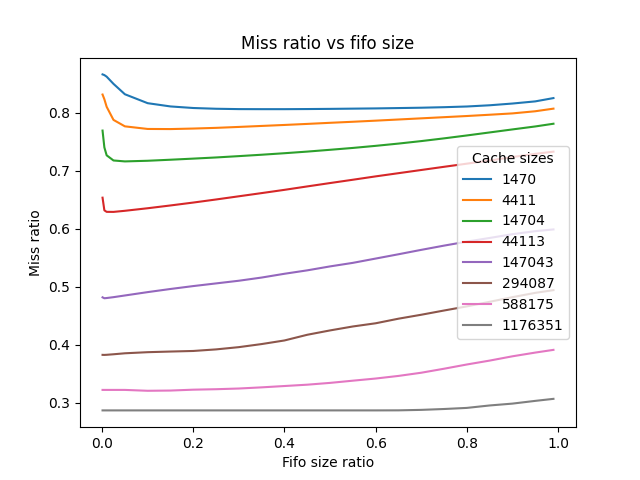 Miss ratio vs fifo size
Miss ratio
0.8
0.7
0.6
0.5
0.4
0.3
Cache sizes
1470
4411
14704
44113
147043
294087
588175
1176351
0.0 0.2 0.4 0.6 0.8 1.0
Fifo size ratio